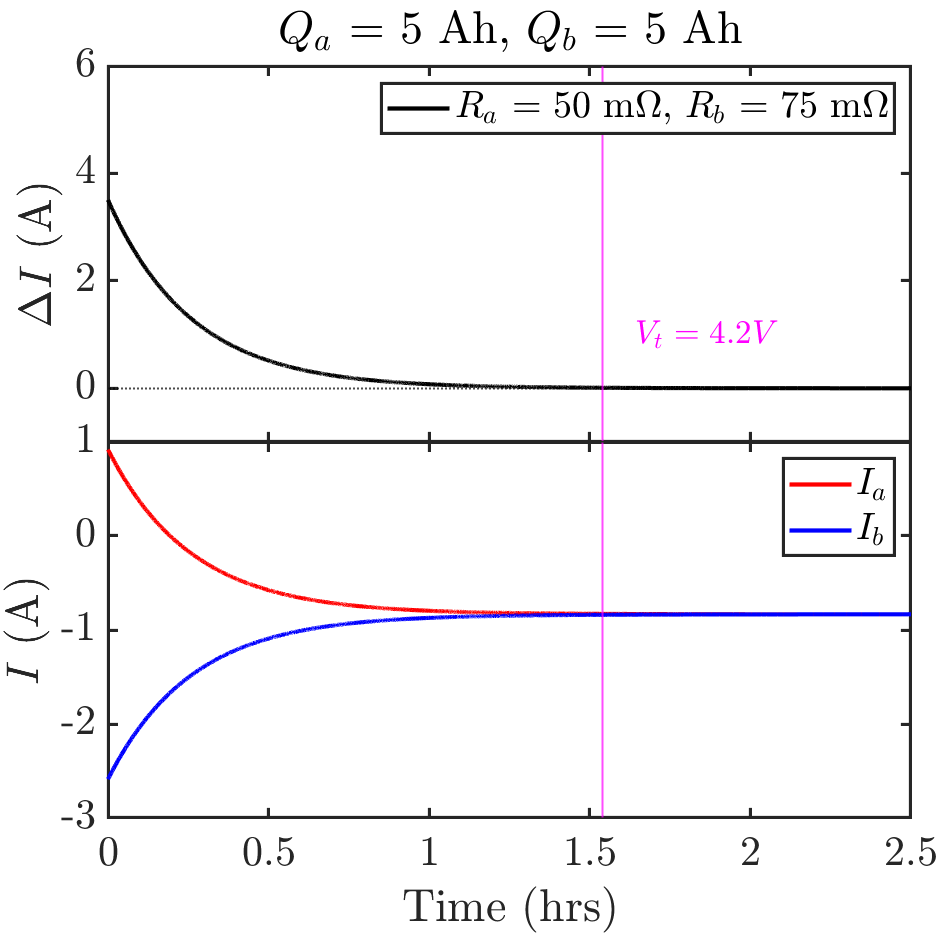 Q_a = 5 Ah, Q_b = 5 Ah
6
4
2
0
ΔI (A)
R_a = 50 mΩ, R_b = 75 mΩ
V_t = 4.2V
1
0
-1
-2
-3
I (A)
I_a
I_b
0 0.5 1 1.5 2 2.5
Time (hrs)